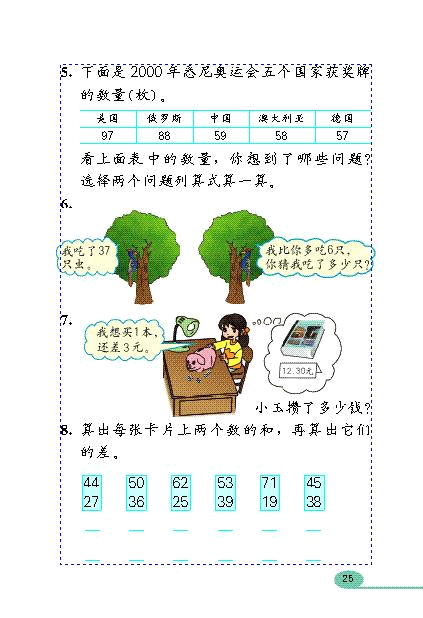 5. 下面是2000年悉尼奥运会五个国家获奖牌
的数量(枚)。
美国 俄罗斯 中国 澳大利亚 德国
97 88 59 58 57
看上面表中的数量，你想到了哪些问题？
选择两个问题列算式算一算。
6.
我吃了37
只虫。
我比你多吃6只，
你猜我吃了多少只？
7.
我想买1本，
还差3元。
12.30元
小玉攒了多少钱？
8. 算出每张卡片上两个数的和，再算出它们
的差。
44 50 62 53 71 45
27 36 25 39 19 38
25